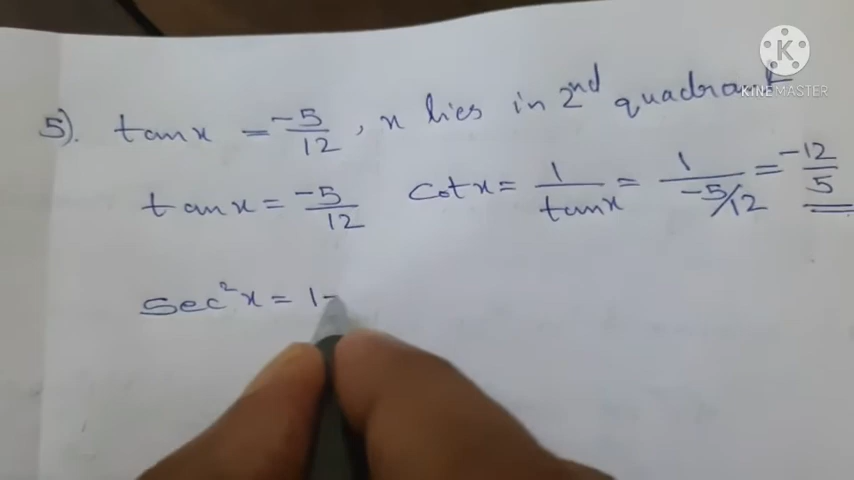 5). tan x = -5/12, x lies in 2nd quadrant
tan x = -5/12 cot x = 1/tan x = 1/-5/12 = -12/5
sec²x = 1
K
KINEMASTER